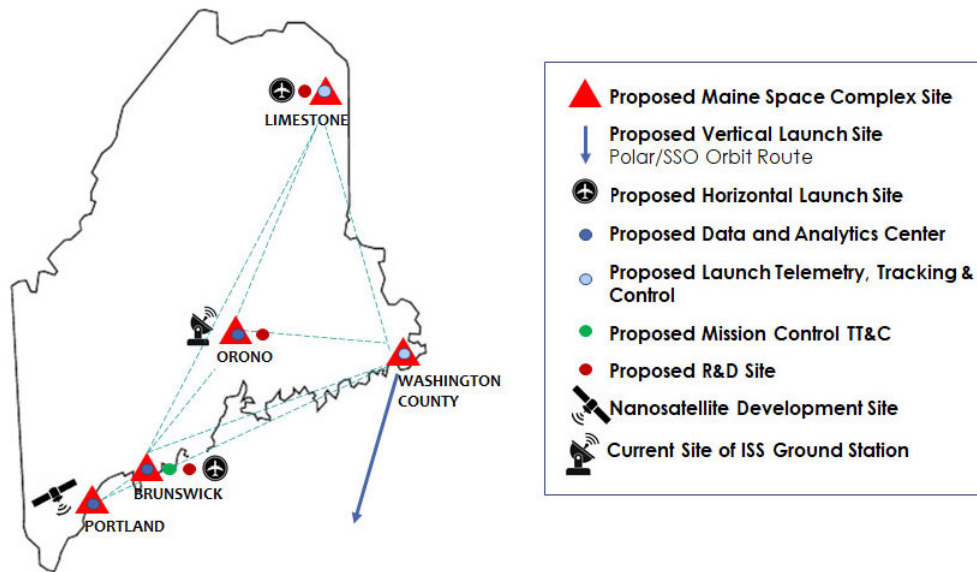 LIMESTONE
ORONO
WASHINGTON
COUNTY
BRUNSWICK
PORTLAND
Proposed Maine Space Complex Site
Proposed Vertical Launch Site
Polar/SSO Orbit Route
Proposed Horizontal Launch Site
Proposed Data and Analytics Center
Proposed Launch Telemetry, Tracking &
Control
Proposed Mission Control TT&C
Proposed R&D Site
Nanosatellite Development Site
Current Site of ISS Ground Station